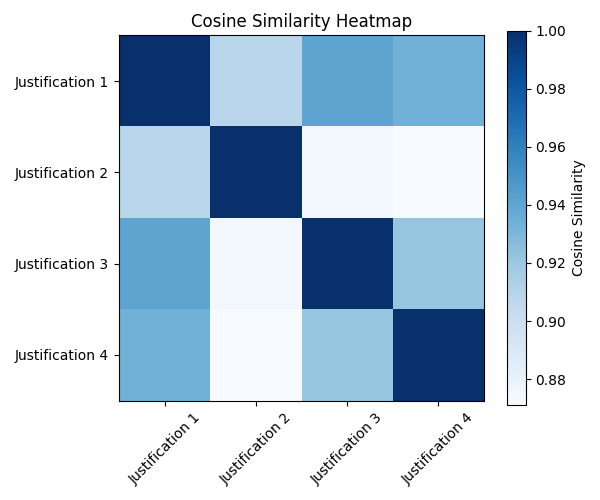 Cosine Similarity Heatmap
Justification 1
Justification 2
Justification 3
Justification 4
Justification 1
Justification 2
Justification 3
Justification 4
1.00
0.98
0.96
0.94
0.92
0.90
0.88
Cosine Similarity